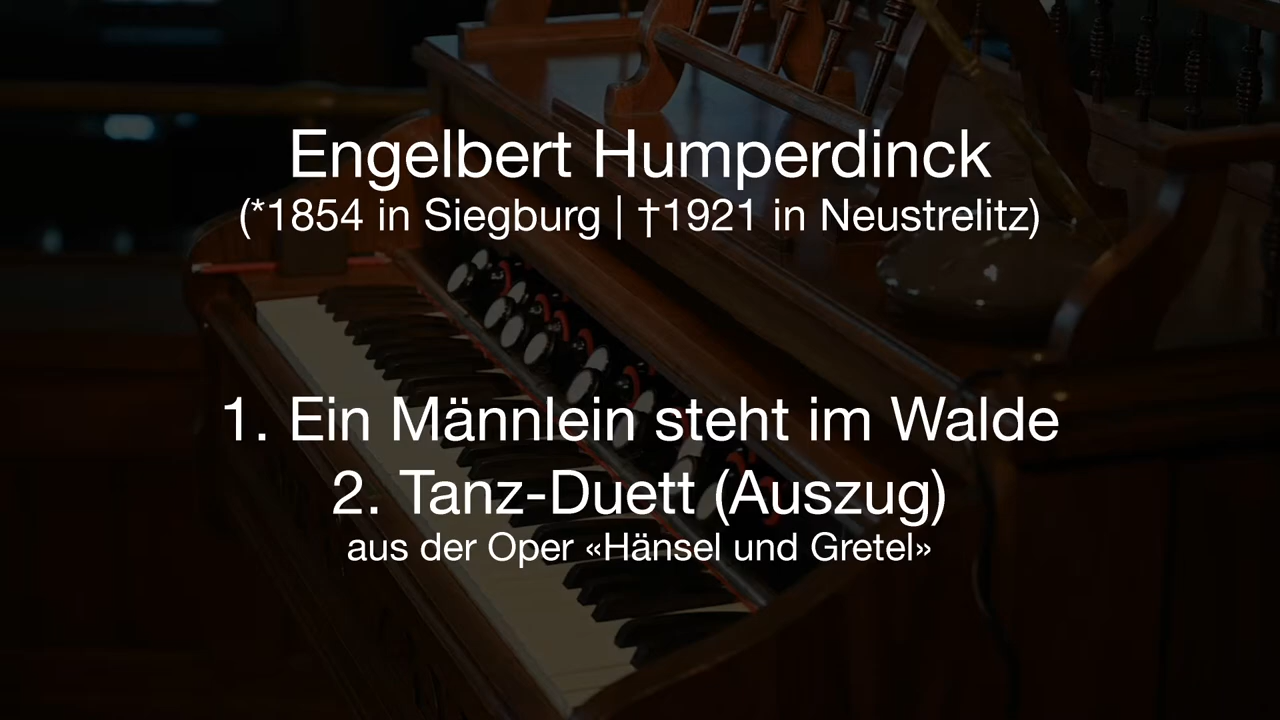 Engelbert Humperdinck
(*1854 in Siegburg | †1921 in Neustrelitz)
1. Ein Männlein steht im Walde
2. Tanz-Duett (Auszug)
aus der Oper «Hänsel und Gretel»